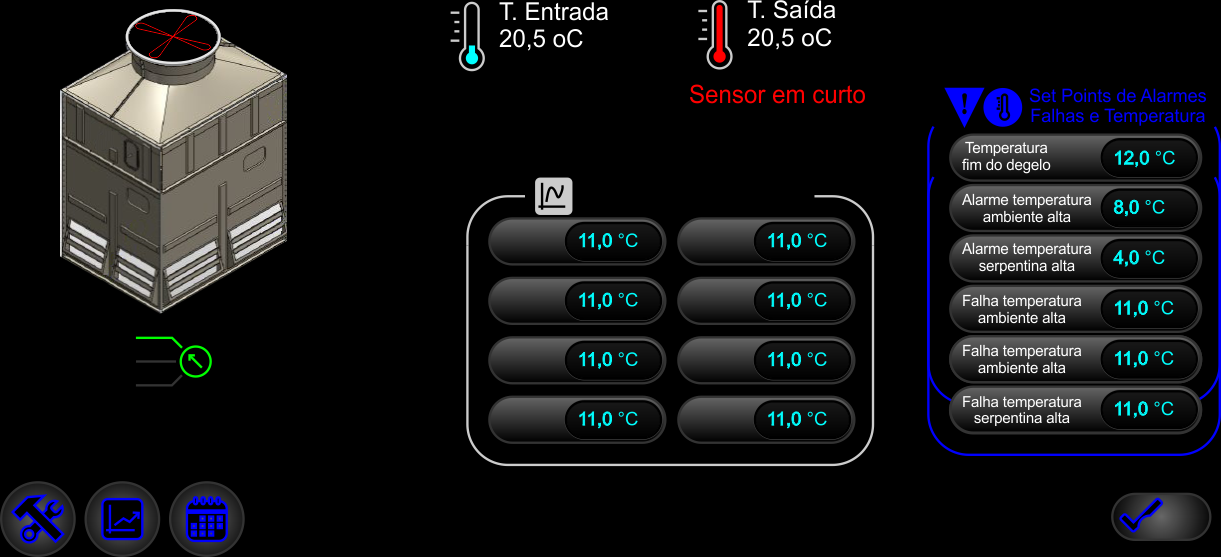 T. Entrada
20,5 oC
T. Saída
20,5 oC
Sensor em curto
Set Points de Alarmes
Falhas e Temperatura
Temperatura
fim do degelo
12,0 °C
Alarme temperatura
ambiente alta
8,0 °C
Alarme temperatura
serpentina alta
4,0 °C
Falha temperatura
ambiente alta
11,0 °C
Falha temperatura
ambiente alta
11,0 °C
Falha temperatura
serpentina alta
11,0 °C
11,0 °C
11,0 °C
11,0 °C
11,0 °C
11,0 °C
11,0 °C
11,0 °C
11,0 °C